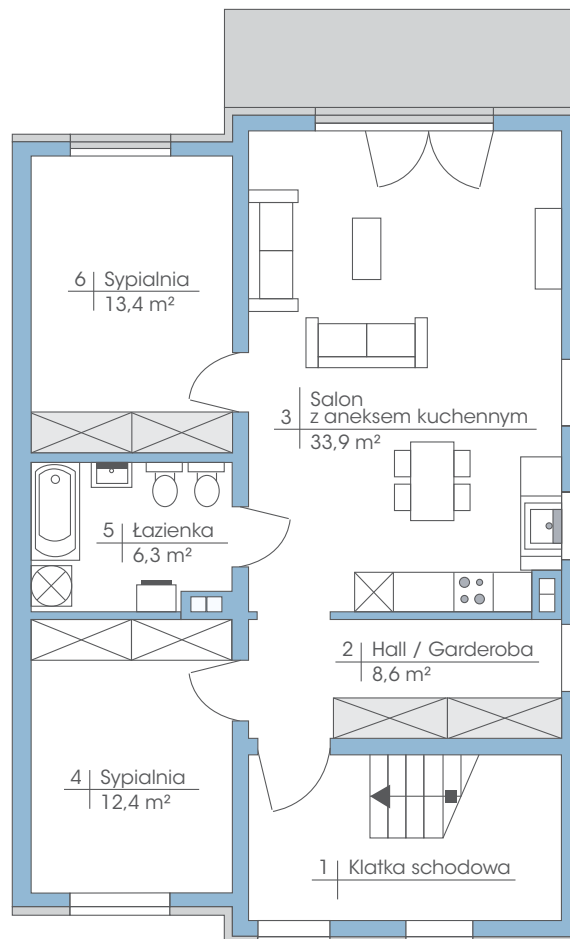 6 Sypialnia
13,4 m²
3 Salon
z aneksem kuchennym
33,9 m²
5 Łazienka
6,3 m²
2 Hall / Garderoba
8,6 m²
4 Sypialnia
12,4 m²
1 Klatka schodowa